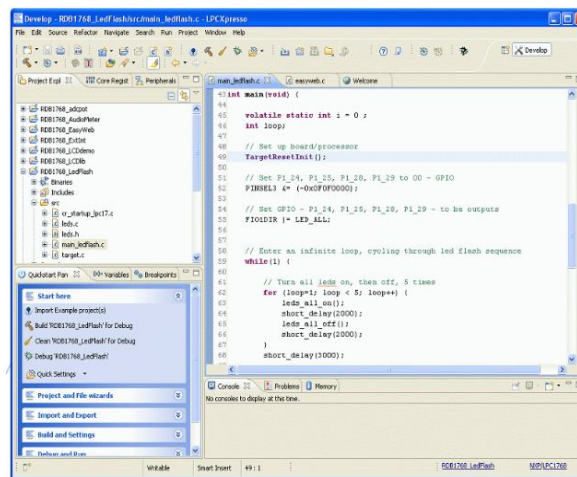 Develop - RDB1768_LedFlash/src/main_ledflash.c - LPCXpresso
File Edit Source Refactor Navigate Search Run Project Window Help
Develop
Project Expl Core Regist Peripherals
main_ledflash.c easyweb.c Welcome
RDB1768_adcpot
RDB1768_AudioMeter
RDB1768_EasyWeb
RDB1768_ExtInt
RDB1768_LCDdemo
RDB1768_LCDlib
RDB1768_LedFlash
Binaries
Includes
src
cr_startup_lpc17.c
leds.c
leds.h
main_ledflash.c
target.c
43 int main(void) {
44
45 volatile static int i = 0 ;
46 int loop;
47
48 // Set up board/processor
49 TargetResetInit();
50
51 // Set P1_24, P1_25, P1_28, P1_29 to 00 - GPIO
52 PINSEL3 &= (~0x0F0F0000);
53
54 // Set GPIO - P1_24, P1_25, P1_28, P1_29 - to be outputs
55 FIO1DIR |= LED_ALL;
56
57
58 // Enter an infinite loop, cycling through led flash sequence
59 while(1) {
60
61 // Turn all leds on, then off, 5 times
62 for (loop=1; loop < 5; loop++) {
63 leds_all_on();
64 short_delay(2000);
65 leds_all_off();
66 short_delay(2000);
67 }
68 short_delay(3000);
Quickstart Pan Variables Breakpoints
Start here
Import Example project(s)
Build 'RDB1768_LedFlash' for Debug
Clean 'RDB1768_LedFlash' for Debug
Debug 'RDB1768_LedFlash'
Quick Settings
Project and File wizards
Import and Export
Build and Settings
Debug and Run
Console Problems Memory
No consoles to display at this time.
Writable Smart Insert 49 : 1 RDB1768_LedFlash NXP/LPC1768